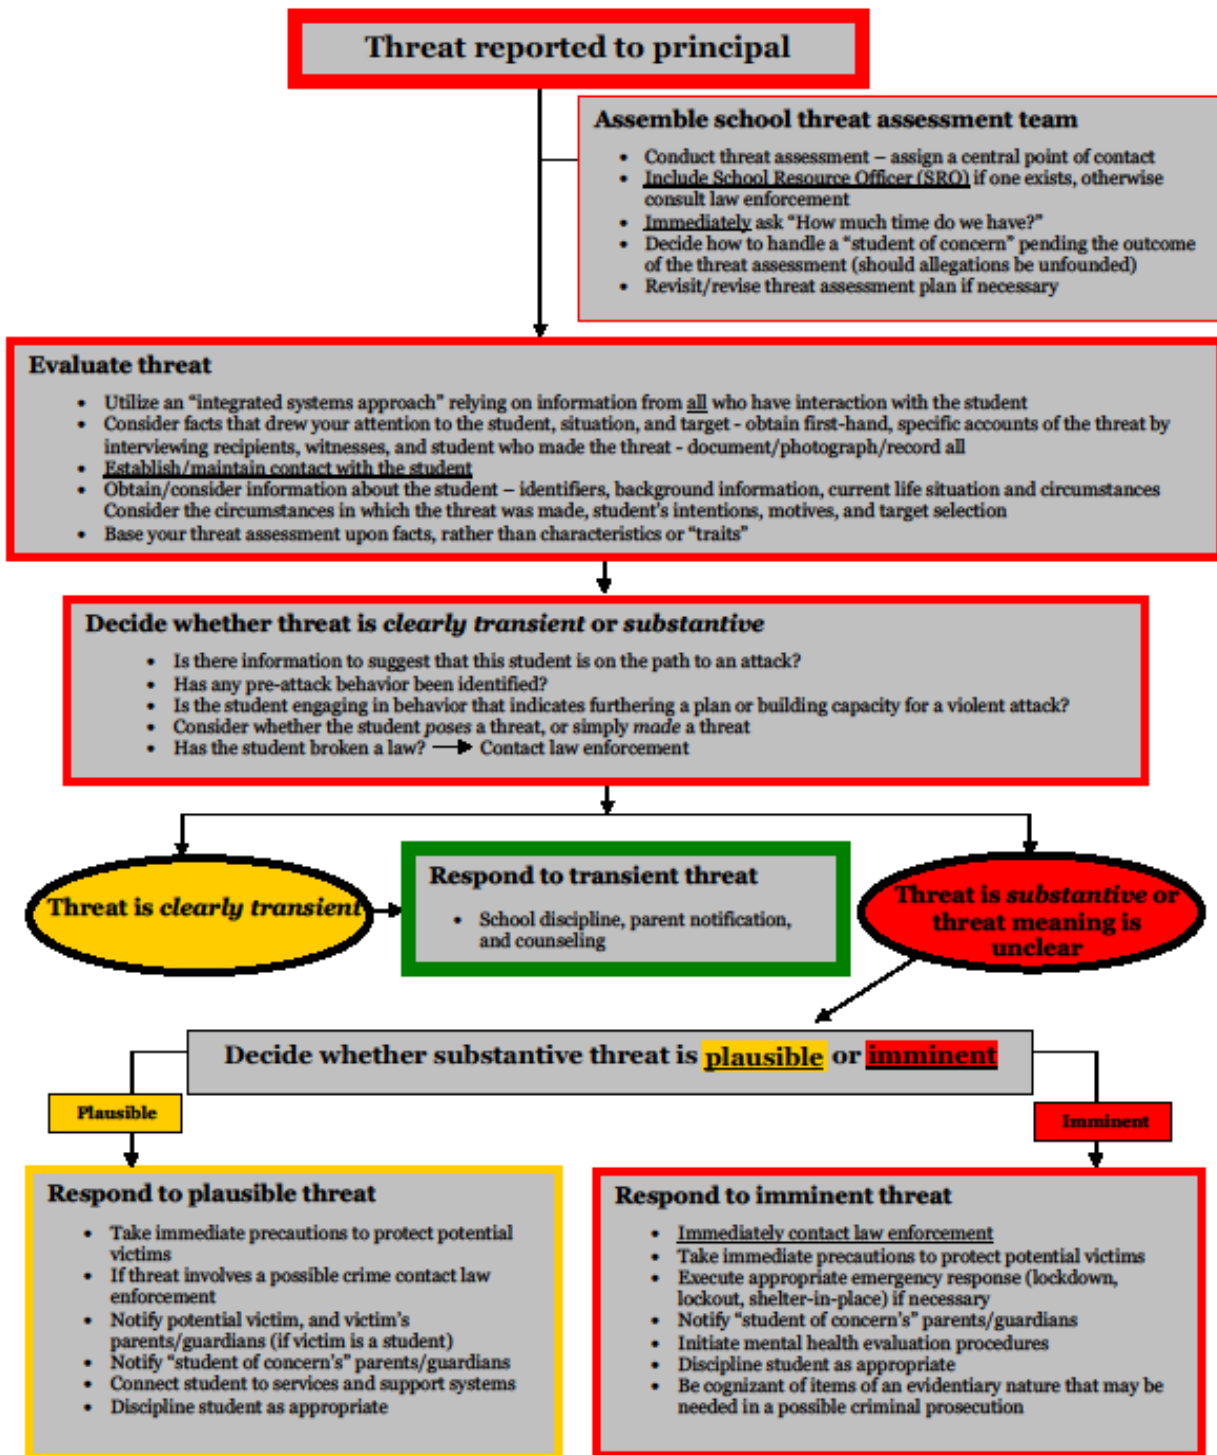 Threat reported to principal
Assemble school threat assessment team
• Conduct threat assessment – assign a central point of contact
• Include School Resource Officer (SRO) if one exists, otherwise
consult law enforcement
• Immediately ask “How much time do we have?”
• Decide how to handle a “student of concern” pending the outcome
of the threat assessment (should allegations be unfounded)
• Revisit/revise threat assessment plan if necessary
Evaluate threat
• Utilize an “integrated systems approach” relying on information from all who have interaction with the student
• Consider facts that drew your attention to the student, situation, and target - obtain first-hand, specific accounts of the threat by
interviewing recipients, witnesses, and student who made the threat - document/photograph/record all
• Establish/maintain contact with the student
• Obtain/consider information about the student – identifiers, background information, current life situation and circumstances
Consider the circumstances in which the threat was made, student’s intentions, motives, and target selection
• Base your threat assessment upon facts, rather than characteristics or “traits”
Decide whether threat is clearly transient or substantive
• Is there information to suggest that this student is on the path to an attack?
• Has any pre-attack behavior been identified?
• Is the student engaging in behavior that indicates furthering a plan or building capacity for a violent attack?
• Consider whether the student poses a threat, or simply made a threat
• Has the student broken a law? → Contact law enforcement
Threat is clearly transient
Respond to transient threat
• School discipline, parent notification,
and counseling
Threat is substantive or
threat meaning is
unclear
Decide whether substantive threat is plausible or imminent
Plausible
Imminent
Respond to plausible threat
• Take immediate precautions to protect potential
victims
• If threat involves a possible crime contact law
enforcement
• Notify potential victim, and victim’s
parents/guardians (if victim is a student)
• Notify “student of concern’s” parents/guardians
• Connect student to services and support systems
• Discipline student as appropriate
Respond to imminent threat
• Immediately contact law enforcement
• Take immediate precautions to protect potential victims
• Execute appropriate emergency response (lockdown,
lockout, shelter-in-place) if necessary
• Notify “student of concern’s” parents/guardians
• Initiate mental health evaluation procedures
• Discipline student as appropriate
• Be cognizant of items of an evidentiary nature that may be
needed in a possible criminal prosecution